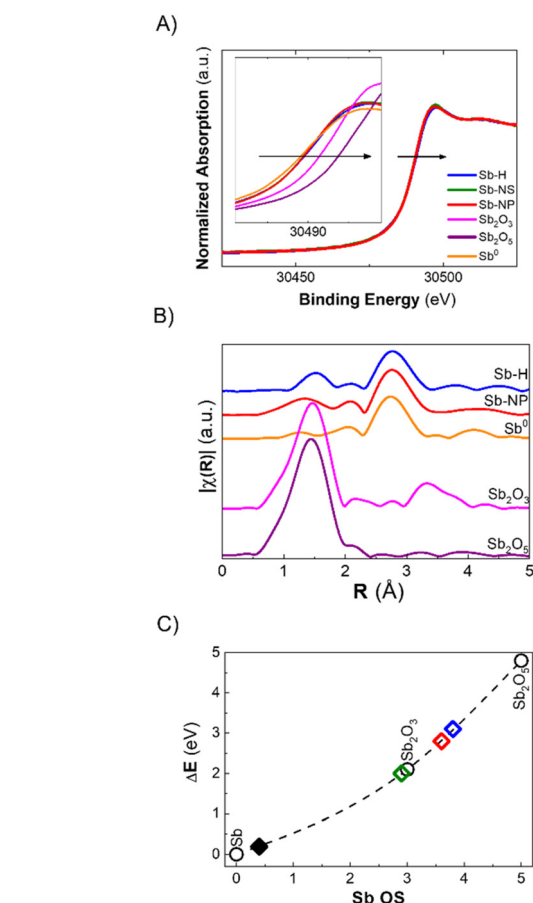 A)
Normalized Absorption (a.u.)
30490
Sb-H
Sb-NS
Sb-NP
Sb₂O₃
Sb₂O₅
Sb⁰
30450
30500
Binding Energy (eV)
B)
|χ(R)| (a.u.)
Sb-H
Sb-NP
Sb⁰
Sb₂O₃
Sb₂O₅
0 1 2 3 4 5
R (Å)
C)
ΔE (eV)
5
4
3
2
1
0
Sb
Sb₂O₃
Sb₂O₅
0 1 2 3 4 5
Sb OS